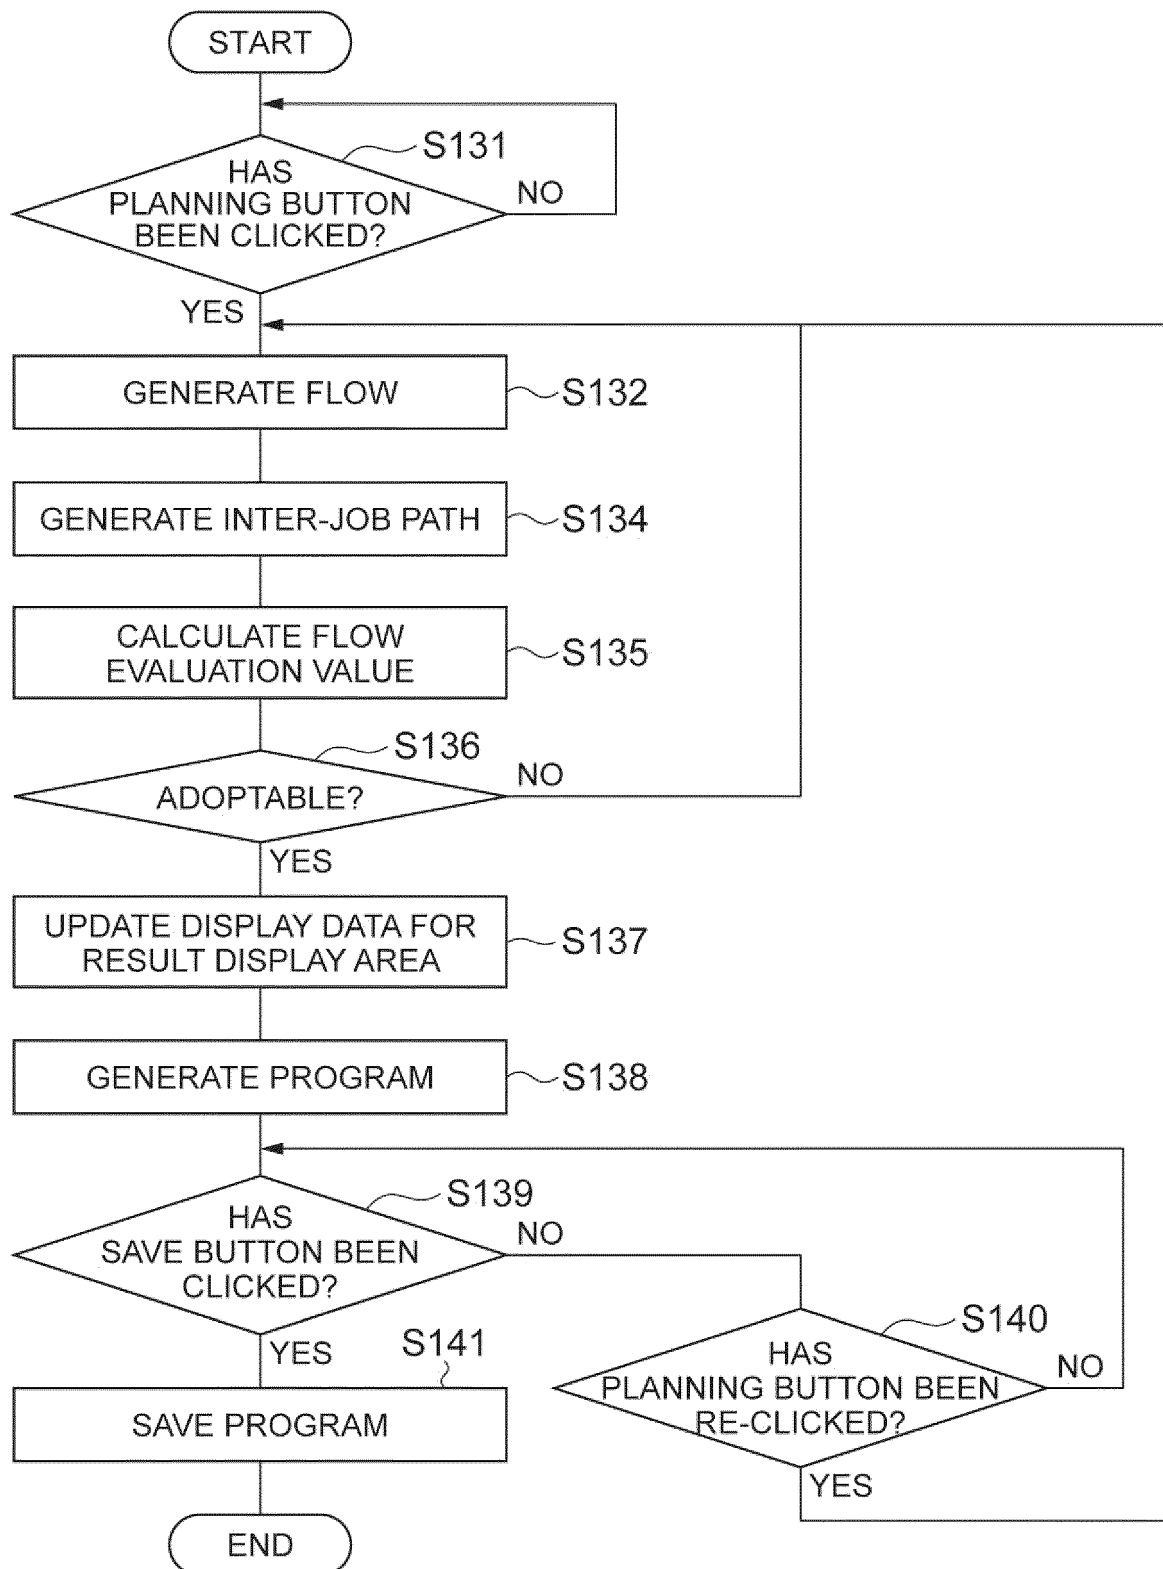 START
S131
HAS
PLANNING BUTTON
BEEN CLICKED?
NO
YES
GENERATE FLOW
S132
GENERATE INTER-JOB PATH
S134
CALCULATE FLOW
EVALUATION VALUE
S135
S136
ADOPTABLE?
NO
YES
UPDATE DISPLAY DATA FOR
RESULT DISPLAY AREA
S137
GENERATE PROGRAM
S138
S139
HAS
SAVE BUTTON BEEN
CLICKED?
NO
YES
S140
HAS
PLANNING BUTTON BEEN
RE-CLICKED?
NO
YES
S141
SAVE PROGRAM
END